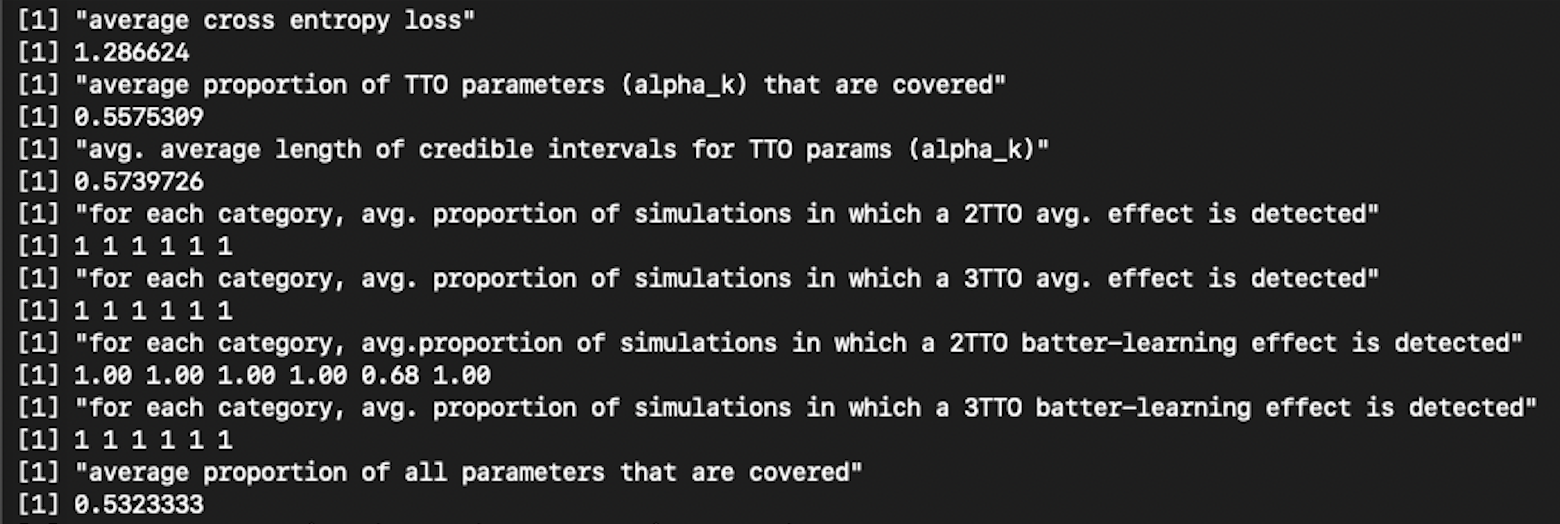 [1] "average cross entropy loss"
[1] 1.286624
[1] "average proportion of TTO parameters (alpha_k) that are covered"
[1] 0.5575309
[1] "avg. average length of credible intervals for TTO params (alpha_k)"
[1] 0.5739726
[1] "for each category, avg. proportion of simulations in which a 2TTO avg. effect is detected"
[1] 1 1 1 1 1 1
[1] "for each category, avg. proportion of simulations in which a 3TTO avg. effect is detected"
[1] 1 1 1 1 1 1
[1] "for each category, avg.proportion of simulations in which a 2TTO batter-learning effect is detected"
[1] 1.00 1.00 1.00 1.00 0.68 1.00
[1] "for each category, avg. proportion of simulations in which a 3TTO batter-learning effect is detected"
[1] 1 1 1 1 1 1
[1] "average proportion of all parameters that are covered"
[1] 0.5323333